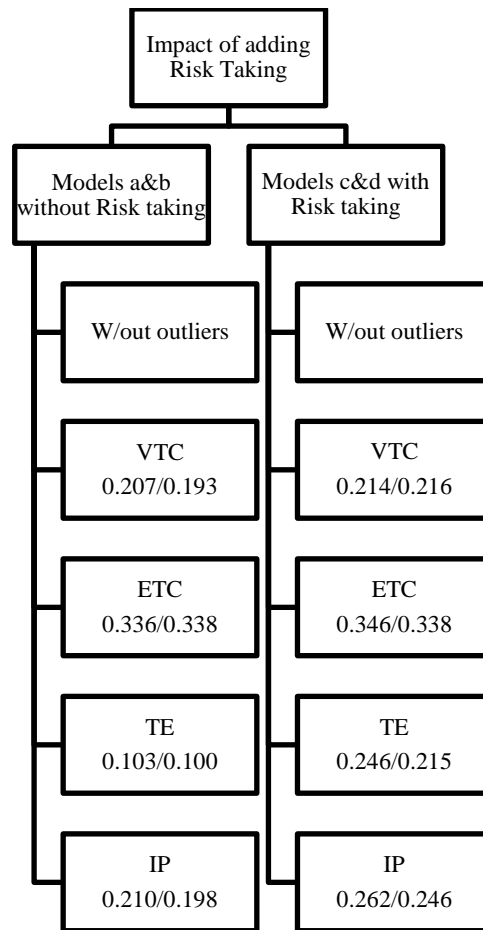 Impact of adding
Risk Taking
Models a&b
without Risk taking
Models c&d with
Risk taking
W/out outliers
VTC
0.207/0.193
ETC
0.336/0.338
TE
0.103/0.100
IP
0.210/0.198
W/out outliers
VTC
0.214/0.216
ETC
0.346/0.338
TE
0.246/0.215
IP
0.262/0.246